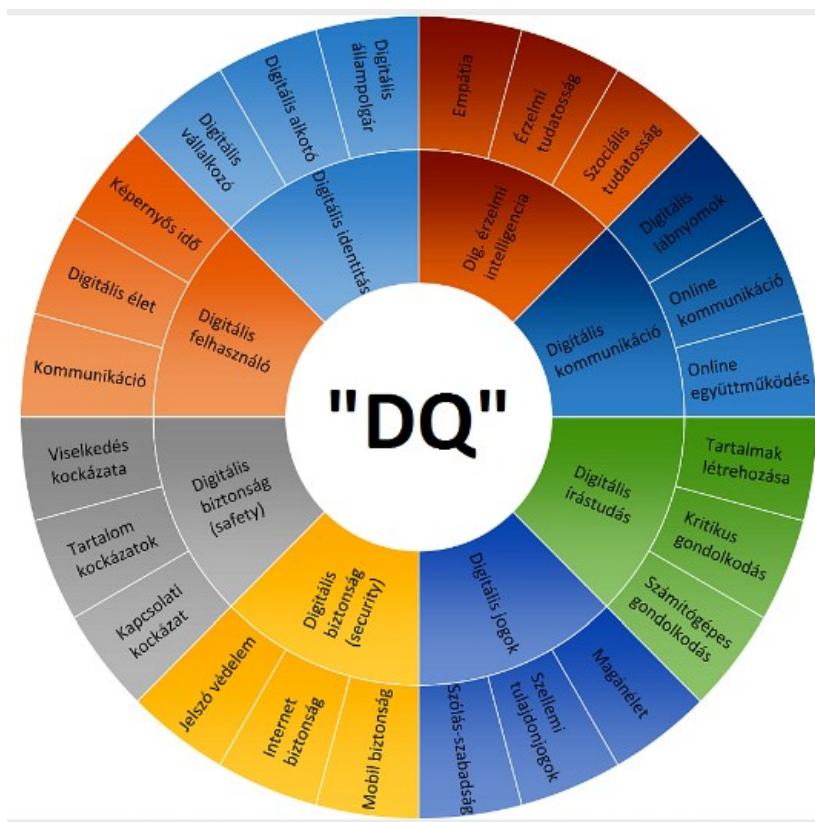 Empátia
Érzelmi
tudatosság
Szociális
tudatosság
Dig. érzelmi
intelligencia
Digitális
lábnyomok
Online
kommunikáció
Online
együttműködés
Digitális
kommunikáció
Tartalmak
létrehozása
Kritikus
gondolkodás
Számítógépes
gondolkodás
Digitális
írástudás
Magánélet
Szellemi
tulajdonjogok
Szólás-szabadság
Digitális jogok
Mobil biztonság
Internet
biztonság
Jelszó védelem
Digitális
biztonság
(security)
Kapcsolati
kockázat
Tartalom
kockázatok
Viselkedés
kockázata
Digitális
biztonság
(safety)
Kommunikáció
Digitális élet
Képernyős idő
Digitális
felhasználó
Digitális
vállalkozó
Digitális alkotó
Digitális
állampolgár
Digitális identitás
"DQ"